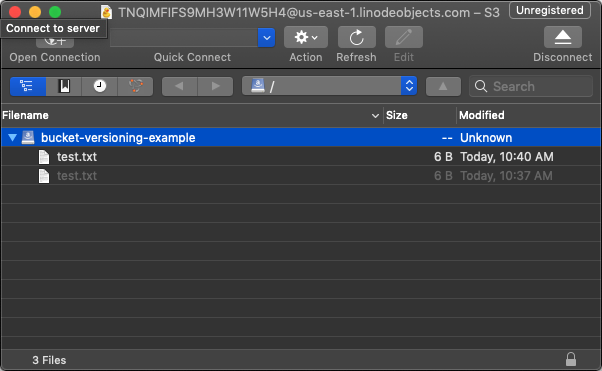 TNQIMFIFS9MH3W11W5H4@us-east-1.linodeobjects.com – S3
Unregistered
Connect to server
Open Connection
Quick Connect
Action
Refresh
Edit
Disconnect
/
Search
Filename Size Modified
bucket-versioning-example -- Unknown
test.txt 6 B Today, 10:40 AM
test.txt 6 B Today, 10:37 AM
3 Files